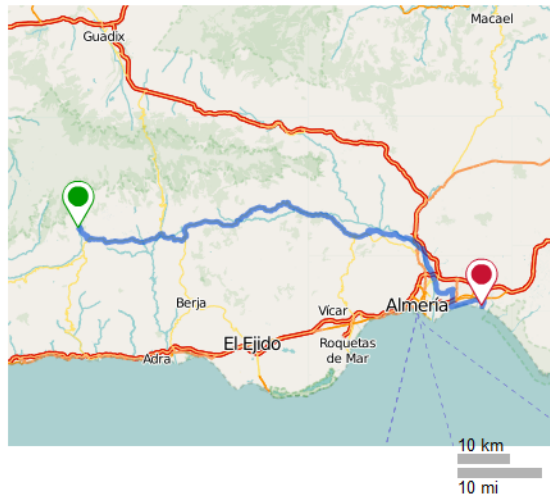 Macael
Guadix
Berja
Vícar
Almería
El Ejido
Roquetas
de Mar
Adra
10 km
10 mi